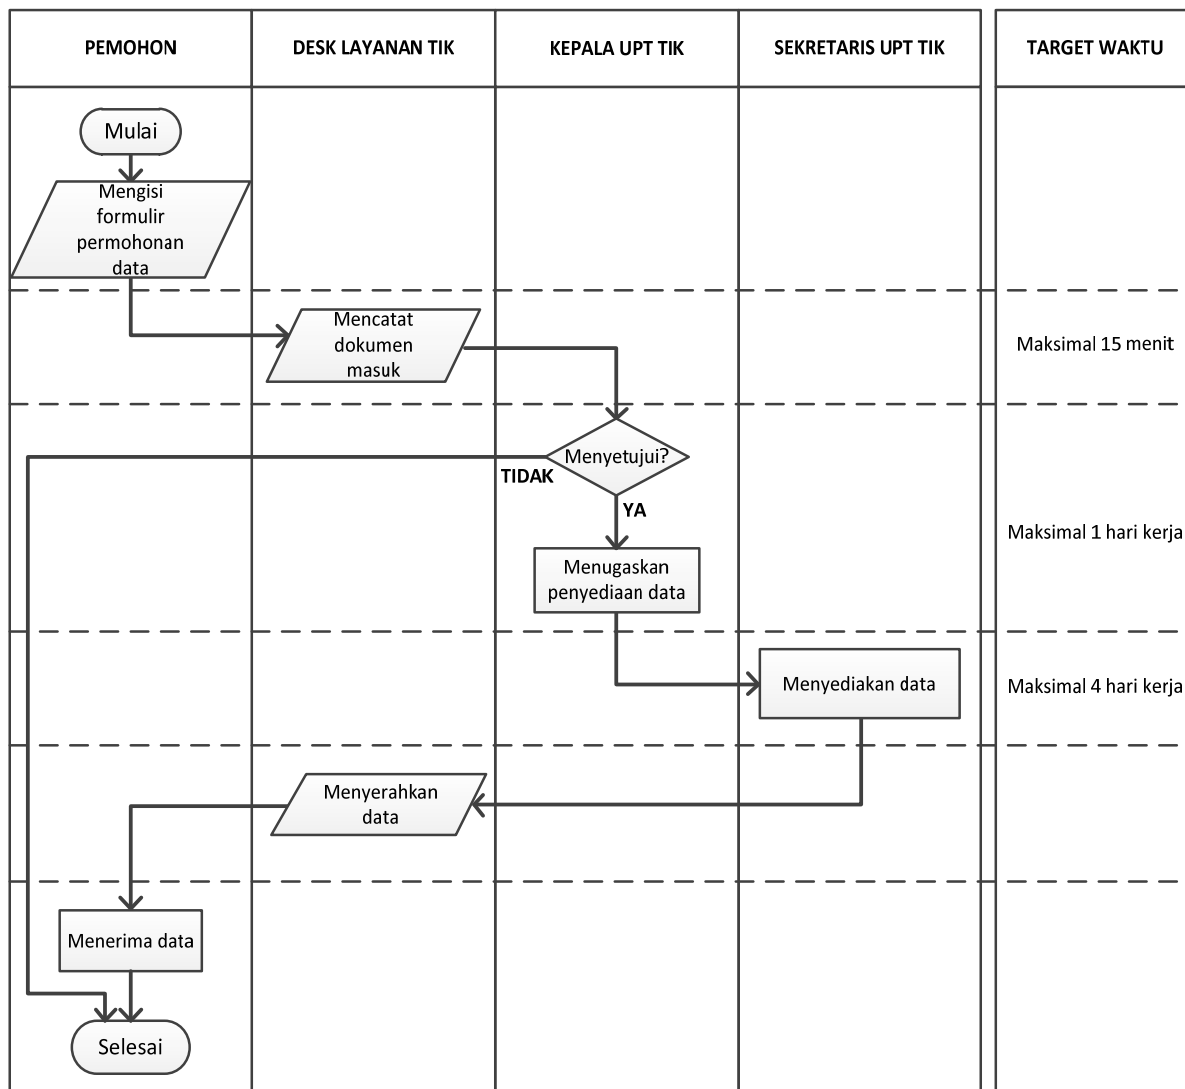 PEMOHON
DESK LAYANAN TIK
KEPALA UPT TIK
SEKRETARIS UPT TIK
TARGET WAKTU
Mulai
Mengisi
formulir
permohonan
data
Mencatat
dokumen
masuk
Maksimal 15 menit
Menyetujui?
TIDAK
YA
Maksimal 1 hari kerja
Menugaskan
penyediaan data
Menyediakan data
Maksimal 4 hari kerja
Menyerahkan
data
Menerima data
Selesai